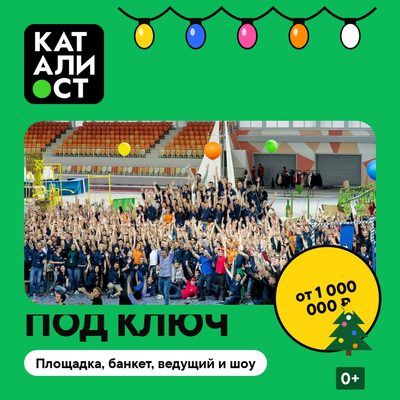 КАТ
АЛИ
ОСТ
от 1 000
000 ₽
ПОД КЛЮЧ
Площадка, банкет, ведущий и шоу
0+